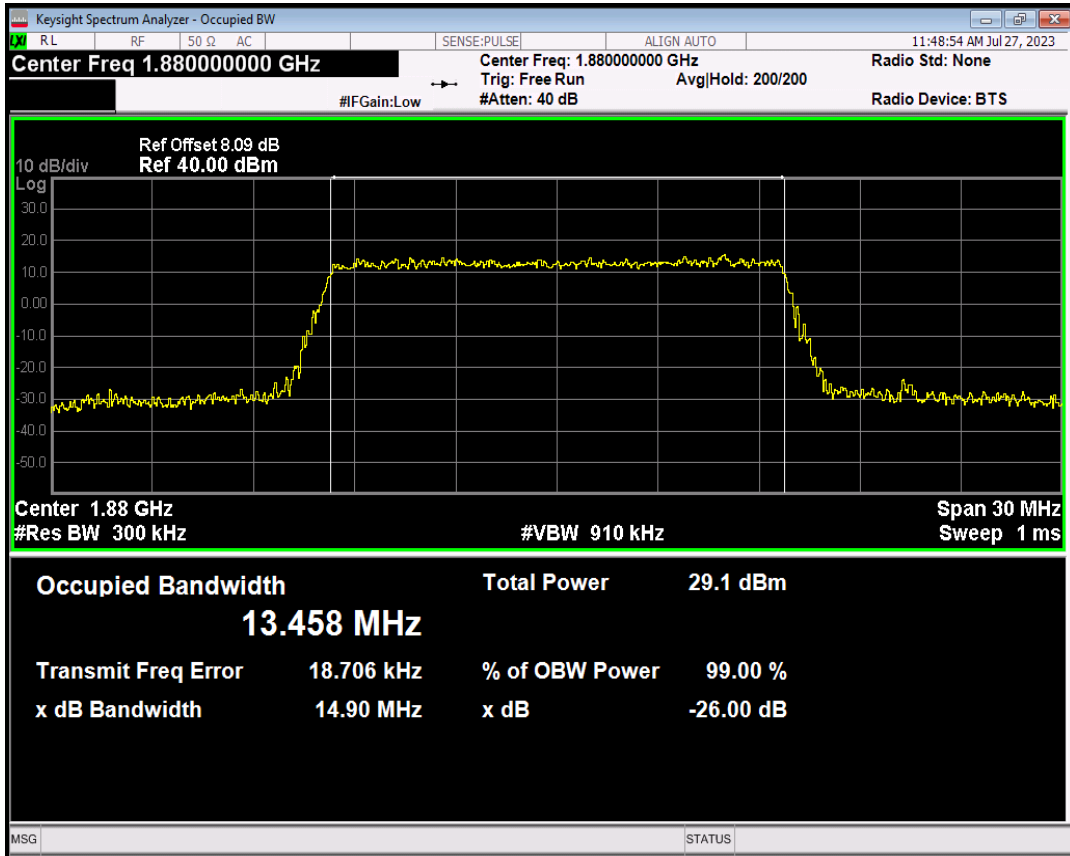 Keysight Spectrum Analyzer - Occupied BW
LXI RL RF 50 Ω AC SENSE:PULSE ALIGN AUTO 11:48:54 AM Jul 27, 2023
Center Freq 1.880000000 GHz Center Freq: 1.880000000 GHz Radio Std: None
Trig: Free Run Avg|Hold: 200/200
#IFGain:Low #Atten: 40 dB Radio Device: BTS
Ref Offset 8.09 dB
10 dB/div Ref 40.00 dBm
Log
30.0
20.0
10.0
0.00
-10.0
-20.0
-30.0
-40.0
-50.0
Center 1.88 GHz Span 30 MHz
#Res BW 300 kHz #VBW 910 kHz Sweep 1 ms
Occupied Bandwidth Total Power 29.1 dBm
13.458 MHz
Transmit Freq Error 18.706 kHz % of OBW Power 99.00 %
x dB Bandwidth 14.90 MHz x dB -26.00 dB
MSG STATUS